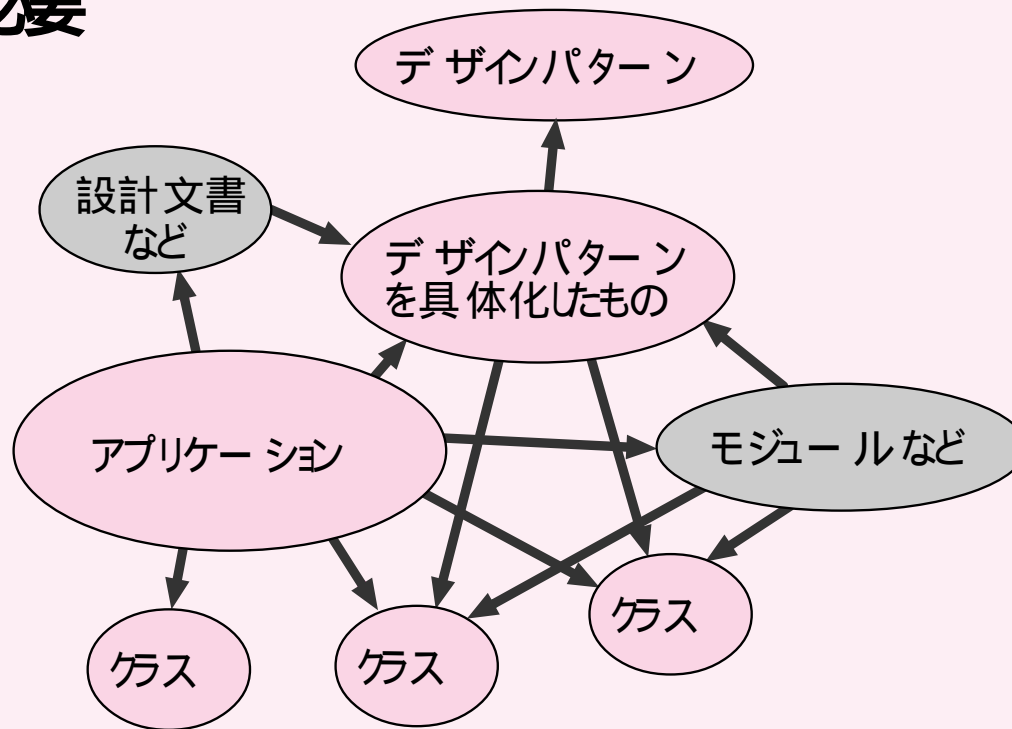 必要
デザインパターン
設計文書
など
デザインパターン
を具体化したもの
アプリケーション
モジュールなど
クラス
クラス
クラス